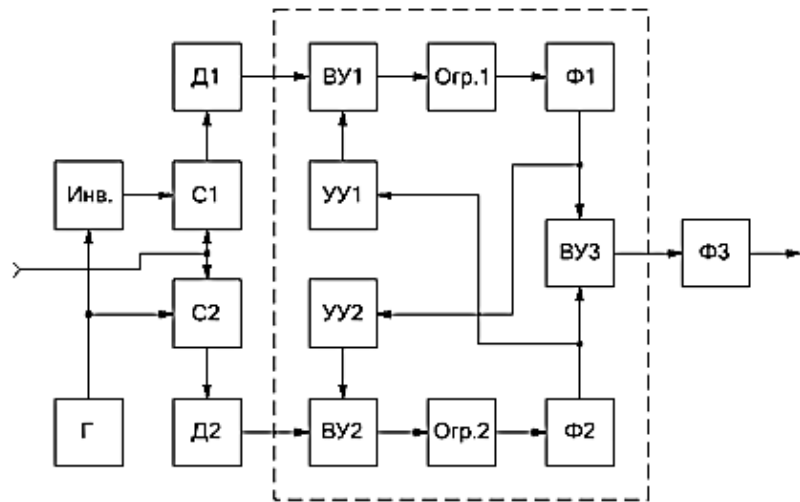 Д1 ВУ1 Огр.1 Ф1
Инв. С1 УУ1
ВУ3 Ф3
С2 УУ2
Г Д2 ВУ2 Огр.2 Ф2